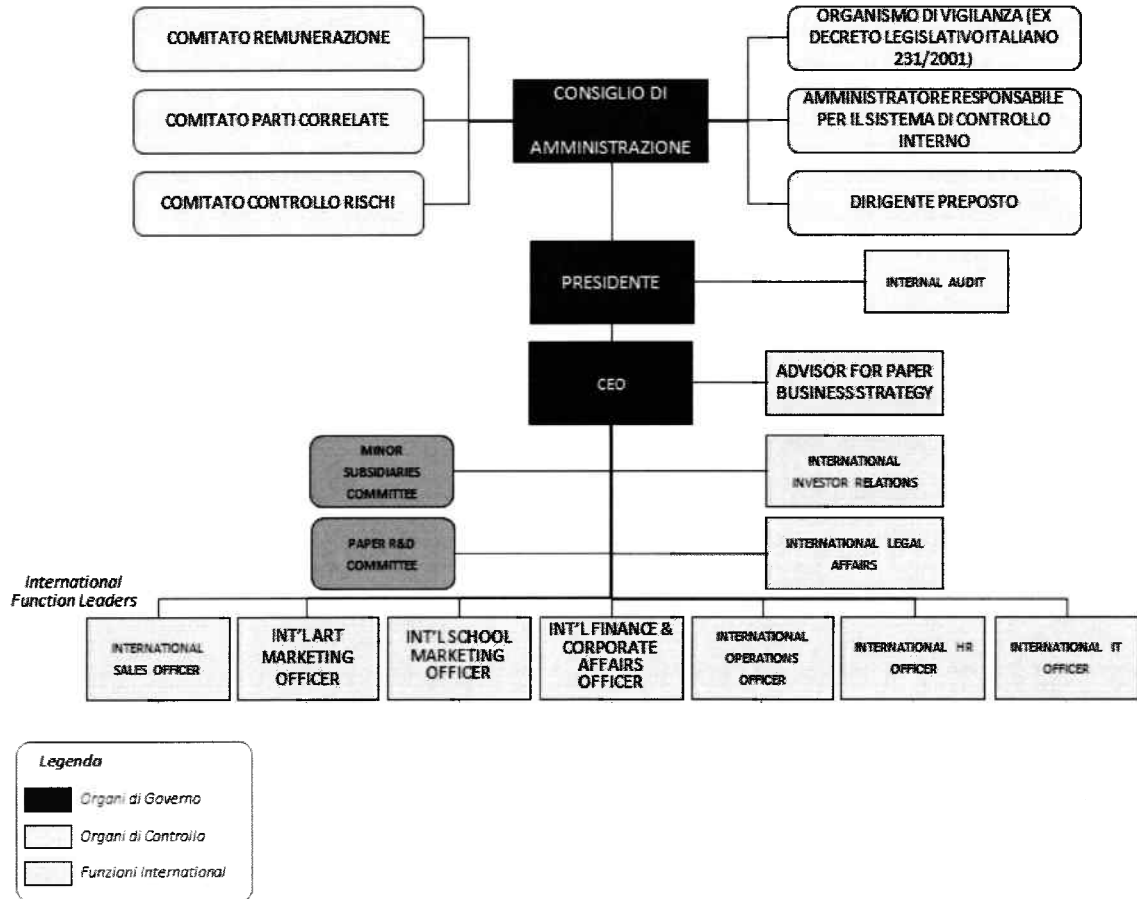 COMITATO REMUNERAZIONE
ORGANISMO DI VIGILANZA (EX
DECRETO LEGISLATIVO ITALIANO
231/2001)
CONSIGLIO DI
AMMINISTRAZIONE
COMITATO PARTI CORRELATE
AMMINISTRATORE RESPONSABILE
PER IL SISTEMA DI CONTROLLO
INTERNO
COMITATO CONTROLLO RISCHI
DIRIGENTE PREPOSTO
PRESIDENTE
INTERNAL AUDIT
CEO
ADVISOR FOR PAPER
BUSINESS STRATEGY
MINOR
SUBSIDIARIES
COMMITTEE
INTERNATIONAL
INVESTOR RELATIONS
PAPER R&D
COMMITTEE
INTERNATIONAL LEGAL
AFFAIRS
International
Function Leaders
INTERNATIONAL
SALES OFFICER
INT'L ART
MARKETING
OFFICER
INT'L SCHOOL
MARKETING
OFFICER
INT'L FINANCE &
CORPORATE
AFFAIRS
OFFICER
INTERNATIONAL
OPERATIONS
OFFICER
INTERNATIONAL HR
OFFICER
INTERNATIONAL IT
OFFICER
Legenda
Organi di Governo
Organi di Controllo
Funzioni International